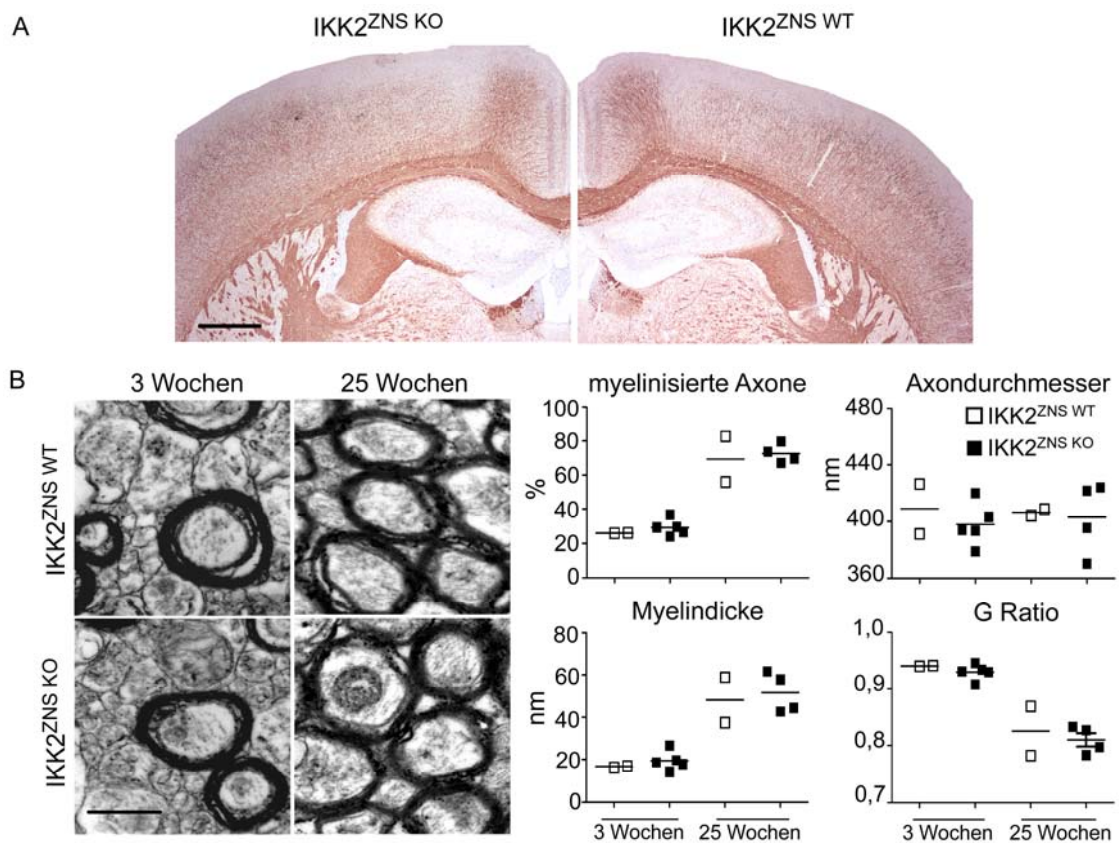 A
IKK2ZNS KO
IKK2ZNS WT
B
3 Wochen
25 Wochen
IKK2ZNS WT
IKK2ZNS KO
myelinisierte Axone
%
100
80
60
40
20
0
Axondurchmesser
nm
480
440
400
360
IKK2ZNS WT
IKK2ZNS KO
Myelindicke
nm
80
60
40
20
0
3 Wochen
25 Wochen
G Ratio
1,0
0,9
0,8
0,7
3 Wochen
25 Wochen